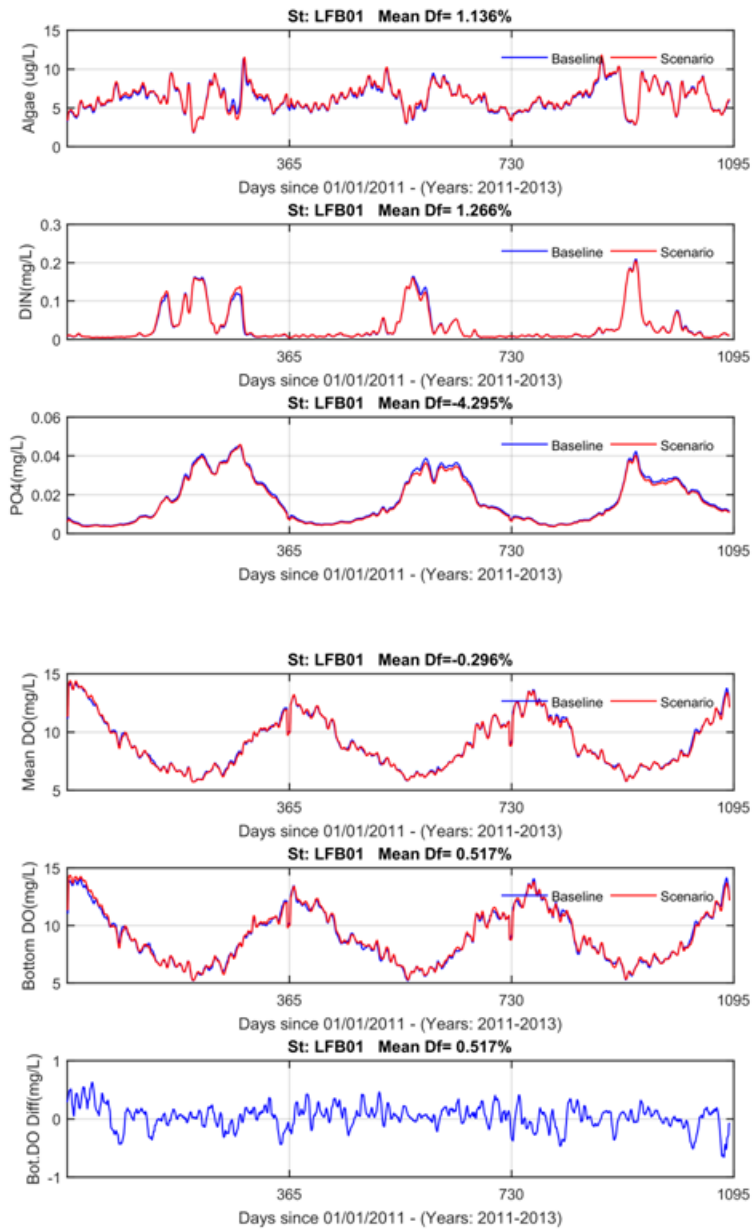 St: LFB01 Mean Df= 1.136%
15
10
5
0
Algae (ug/L)
Baseline Scenario
365 730 1095
Days since 01/01/2011 - (Years: 2011-2013)
St: LFB01 Mean Df= 1.266%
0.3
0.2
0.1
0
DIN(mg/L)
Baseline Scenario
365 730 1095
Days since 01/01/2011 - (Years: 2011-2013)
St: LFB01 Mean Df=-4.295%
0.06
0.04
0.02
0
PO4(mg/L)
Baseline Scenario
365 730 1095
Days since 01/01/2011 - (Years: 2011-2013)
St: LFB01 Mean Df=-0.296%
15
10
5
Mean DO(mg/L)
Baseline Scenario
365 730 1095
Days since 01/01/2011 - (Years: 2011-2013)
St: LFB01 Mean Df= 0.517%
15
10
5
Bottom DO(mg/L)
Baseline Scenario
365 730 1095
Days since 01/01/2011 - (Years: 2011-2013)
St: LFB01 Mean Df= 0.517%
1
0
-1
Bot.DO Diff(mg/L)
365 730 1095
Days since 01/01/2011 - (Years: 2011-2013)